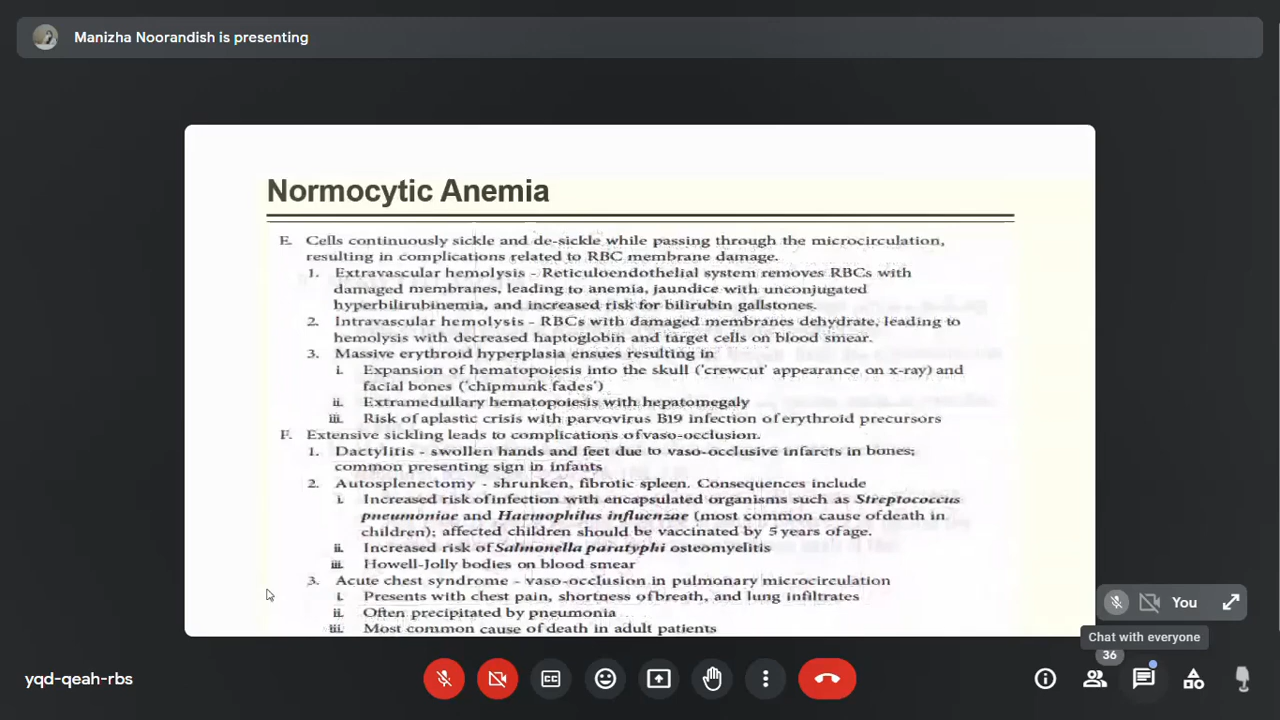 Manizha Noorandish is presenting
Normocytic Anemia
E. Cells continuously sickle and de-sickle while passing through the microcirculation,
resulting in complications related to RBC membrane damage.
1. Extravascular hemolysis - Reticuloendothelial system removes RBCs with
damaged membranes, leading to anemia, jaundice with unconjugated
hyperbilirubinemia, and increased risk for bilirubin gallstones.
2. Intravascular hemolysis - RBCs with damaged membranes dehydrate, leading to
hemolysis with decreased haptoglobin and target cells on blood smear.
3. Massive erythroid hyperplasia ensues resulting in
i. Expansion of hematopoiesis into the skull ('crewcut' appearance on x-ray) and
facial bones ('chipmunk fades')
ii. Extramedullary hematopoiesis with hepatomegaly
iii. Risk of aplastic crisis with parvovirus B19 infection of erythroid precursors
F. Extensive sickling leads to complications of vaso-occlusion.
1. Dactylitis - swollen hands and feet due to vaso-occlusive infarcts in bones;
common presenting sign in infants
2. Autosplenectomy - shrunken, fibrotic spleen. Consequences include
i. Increased risk of infection with encapsulated organisms such as Streptococcus
pneumoniae and Haemophilus influenzae (most common cause of death in
children); affected children should be vaccinated by 5 years of age.
ii. Increased risk of Salmonella paratyphi osteomyelitis
iii. Howell-Jolly bodies on blood smear
3. Acute chest syndrome - vaso-occlusion in pulmonary microcirculation
i. Presents with chest pain, shortness of breath, and lung infiltrates
ii. Often precipitated by pneumonia
iii. Most common cause of death in adult patients
You
Chat with everyone
36
yqd-qeah-rbs
CC